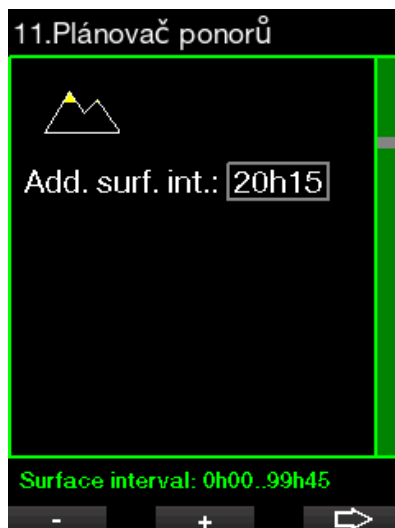 11.Plánovač ponorů
Add. surf. int.: 20h15
Surface interval: 0h00..99h45
- +